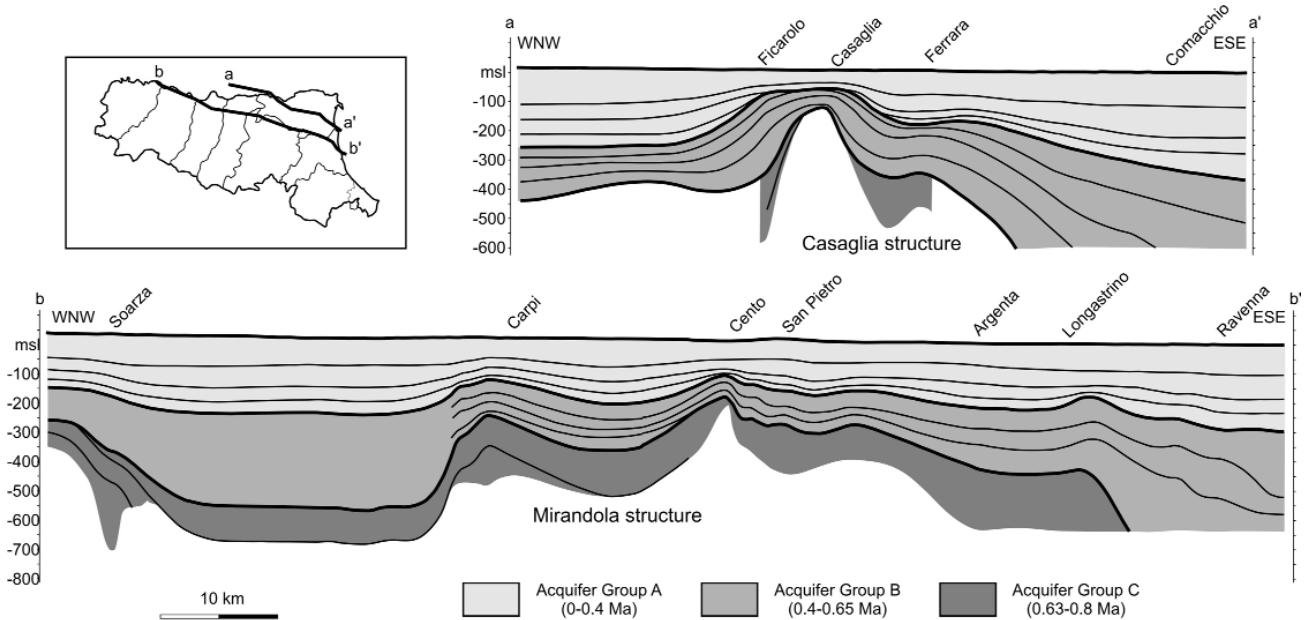 a
a'
WNW
Ficarolo
Casaglia
Ferrara
Comacchio
ESE
msl
-100
-200
-300
-400
-500
-600
Casaglia structure
b
a
a'
b'
b
b'
WNW
Soarza
Carpi
Cento
San Pietro
Argenta
Longastrino
Ravenna
ESE
msl
-100
-200
-300
-400
-500
-600
-700
-800
Mirandola structure
10 km
Acquifer Group A
(0-0.4 Ma)
Acquifer Group B
(0.4-0.65 Ma)
Acquifer Group C
(0.63-0.8 Ma)